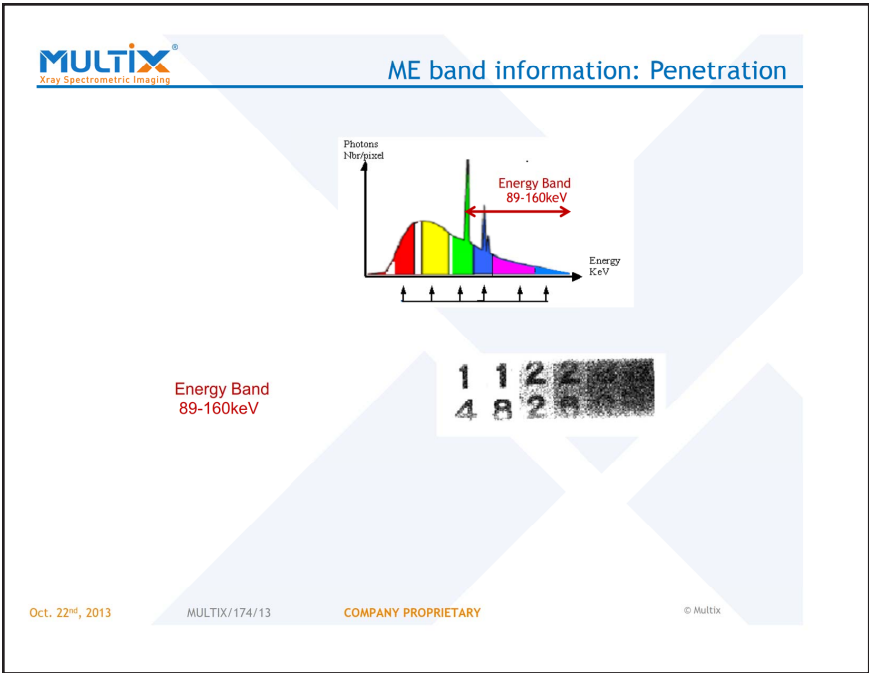 MULTIX®
Xray Spectrometric Imaging
ME band information: Penetration
Photons
Nbr/pixel
Energy Band
89-160keV
Energy
KeV
Energy Band
89-160keV
1 1 2 2
4 8 2 8
Oct. 22nd, 2013
MULTIX/174/13
COMPANY PROPRIETARY
© Multix